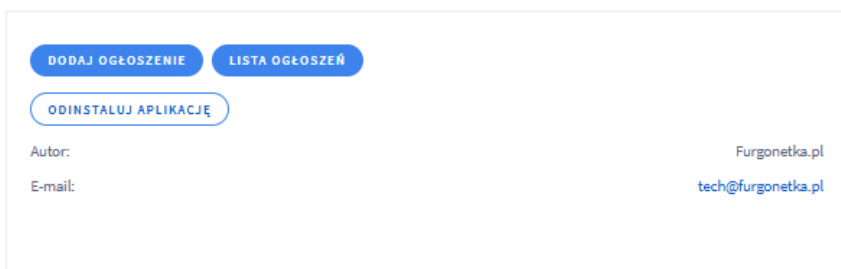 DODAJ OGŁOSZENIE LISTA OGŁOSZEŃ
ODINSTALUJ APLIKACJĘ
Autor: Furgonetka.pl
E-mail: tech@furgonetka.pl